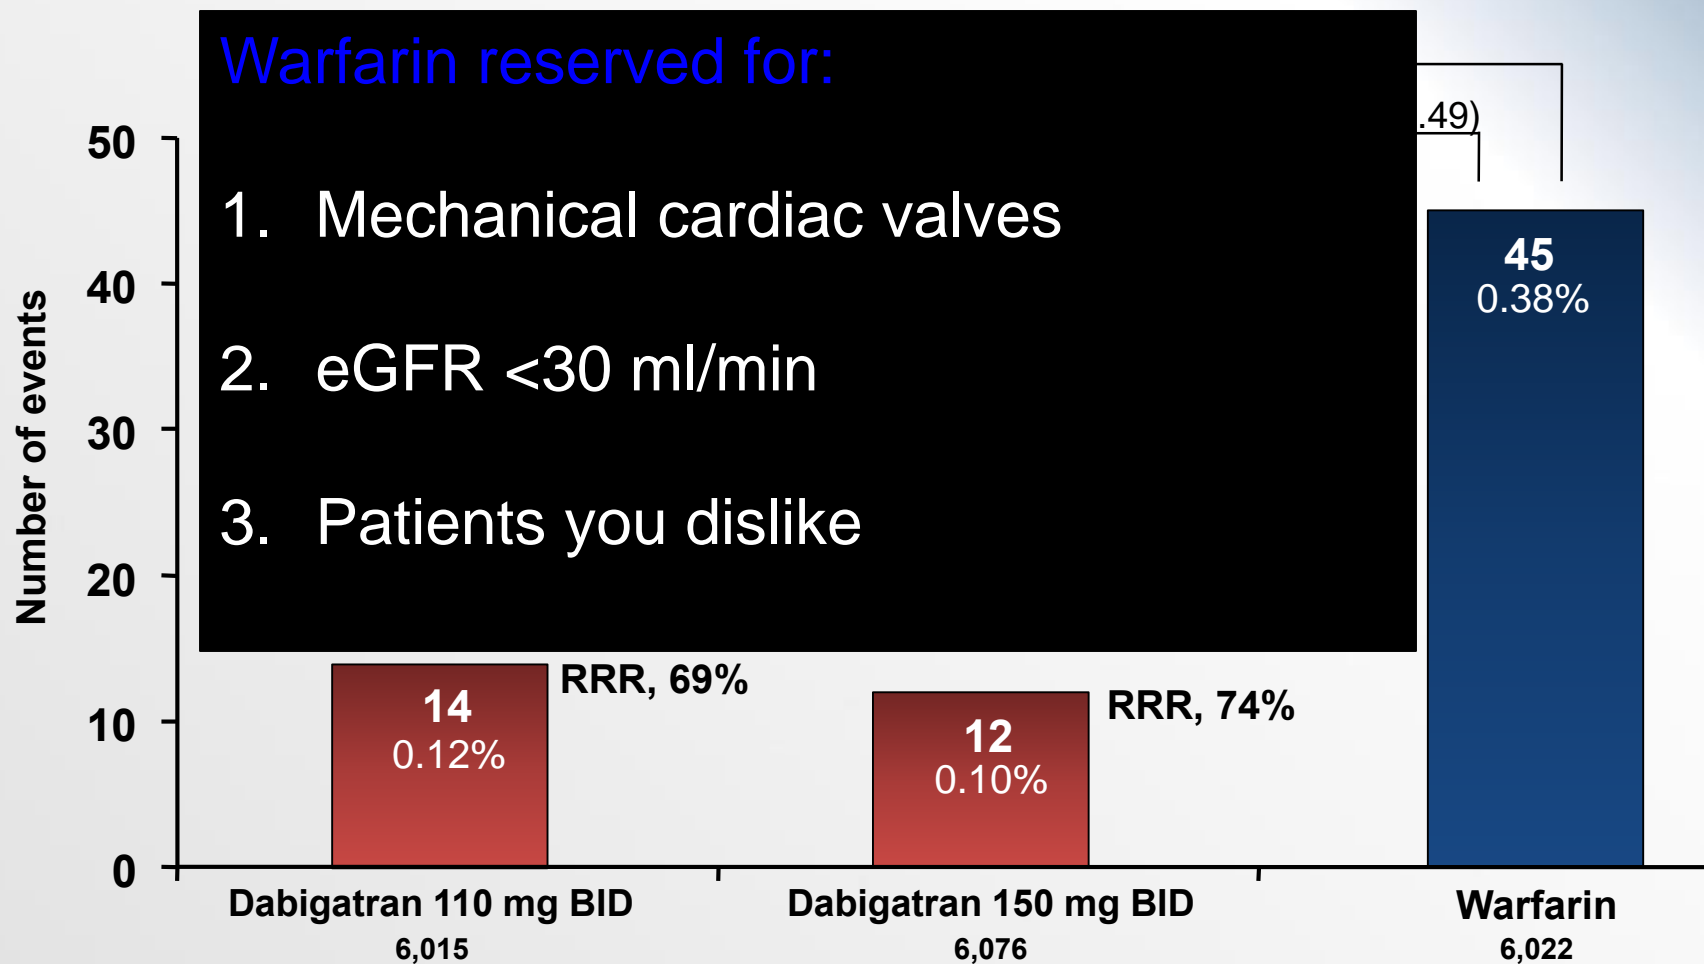 Warfarin reserved for:
.49)
1. Mechanical cardiac valves
2. eGFR <30 ml/min
3. Patients you dislike
Number of events
50
40
30
20
10
0
45
0.38%
14
0.12%
RRR, 69%
12
0.10%
RRR, 74%
Dabigatran 110 mg BID
6,015
Dabigatran 150 mg BID
6,076
Warfarin
6,022